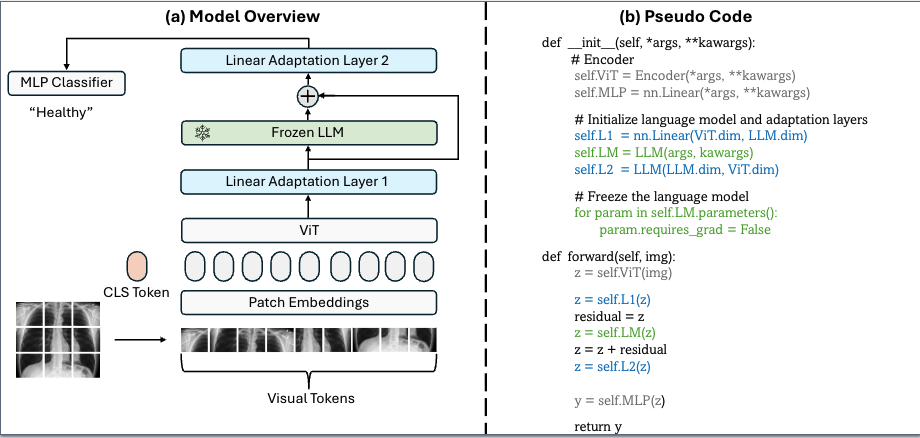 (a) Model Overview
Linear Adaptation Layer 2
MLP Classifier
“Healthy”
+
Frozen LLM
Linear Adaptation Layer 1
ViT
CLS Token
Patch Embeddings
Visual Tokens
(b) Pseudo Code
def __init__(self, *args, **kawargs):
# Encoder
self.ViT = Encoder(*args, **kawargs)
self.MLP = nn.Linear(*args, **kawargs)
# Initialize language model and adaptation layers
self.L1 = nn.Linear(ViT.dim, LLM.dim)
self.LM = LLM(args, kawargs)
self.L2 = LLM(LLM.dim, ViT.dim)
# Freeze the language model
for param in self.LM.parameters():
param.requires_grad = False
def forward(self, img):
z = self.ViT(img)
z = self.L1(z)
residual = z
z = self.LM(z)
z = z + residual
z = self.L2(z)
y = self.MLP(z)
return y